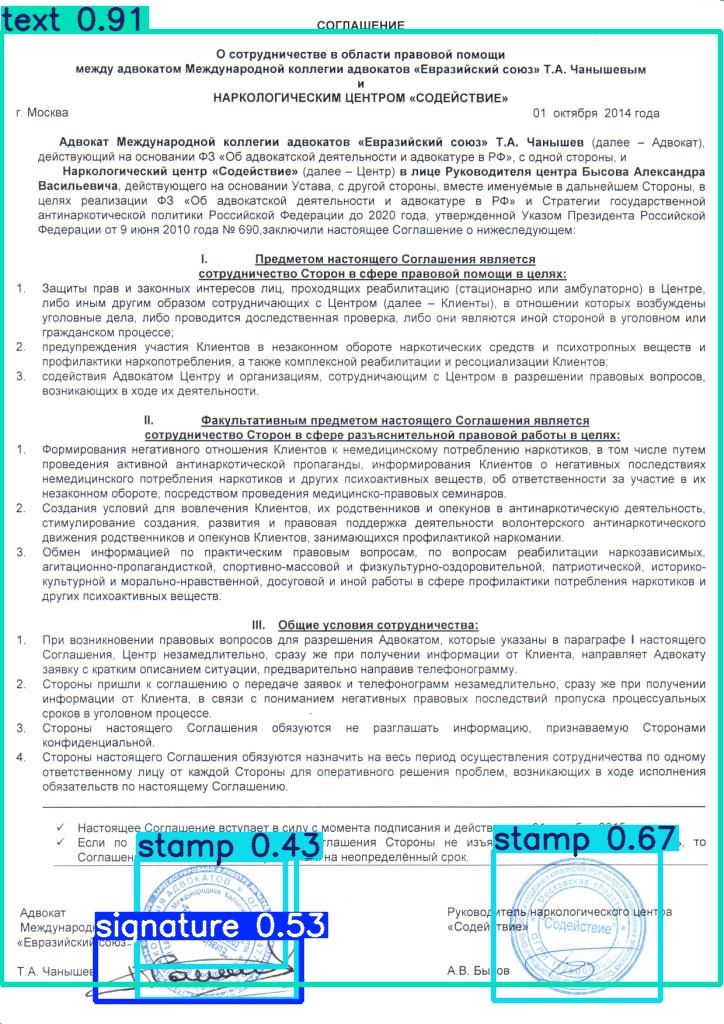 text 0.91
СОГЛАШЕНИЕ
О сотрудничестве в области правовой помощи
между адвокатом Международной коллегии адвокатов «Евразийский союз» Т.А. Чанышевым
и
НАРКОЛОГИЧЕСКИМ ЦЕНТРОМ «СОДЕЙСТВИЕ»
г. Москва 01 октября 2014 года
Адвокат Международной коллегии адвокатов «Евразийский союз» Т.А. Чанышев (далее – Адвокат),
действующий на основании ФЗ «Об адвокатской деятельности и адвокатуре в РФ», с одной стороны, и
Наркологический центр «Содействие» (далее – Центр) в лице Руководителя центра Бысова Александра
Васильевича, действующего на основании Устава, с другой стороны, вместе именуемые в дальнейшем Стороны, в
целях реализации ФЗ «Об адвокатской деятельности и адвокатуре в РФ» и Стратегии государственной
антинаркотической политики Российской Федерации до 2020 года, утвержденной Указом Президента Российской
Федерации от 9 июня 2010 года № 690,заключили настоящее Соглашение о нижеследующем:
I. Предметом настоящего Соглашения является
сотрудничество Сторон в сфере правовой помощи в целях:
1. Защиты прав и законных интересов лиц, проходящих реабилитацию (стационарно или амбулаторно) в Центре,
либо иным другим образом сотрудничающих с Центром (далее – Клиенты), в отношении которых возбуждены
уголовные дела, либо проводится доследственная проверка, либо они являются иной стороной в уголовном или
гражданском процессе;
2. предупреждения участия Клиентов в незаконном обороте наркотических средств и психотропных веществ и
профилактики наркопотребления, а также комплексной реабилитации и ресоциализации Клиентов;
3. содействия Адвокатом Центру и организациям, сотрудничающим с Центром в разрешении правовых вопросов,
возникающих в ходе их деятельности.
II. Факультативным предметом настоящего Соглашения является
сотрудничество Сторон в сфере разъяснительной правовой работы в целях:
1. Формирования негативного отношения Клиентов к немедицинскому потреблению наркотиков, в том числе путем
проведения активной антинаркотической пропаганды, информирования Клиентов о негативных последствиях
немедицинского потребления наркотиков и других психоактивных веществ, об ответственности за участие в их
незаконном обороте, посредством проведения медицинско-правовых семинаров.
2. Создания условий для вовлечения Клиентов, их родственников и опекунов в антинаркотическую деятельность,
стимулирование создания, развития и правовая поддержка деятельности волонтерского антинаркотического
движения родственников и опекунов Клиентов, занимающихся профилактикой наркомании.
3. Обмен информацией по практическим правовым вопросам, по вопросам реабилитации наркозависимых,
агитационно-пропагандисткой, спортивно-массовой и физкультурно-оздоровительной, патриотической, историко-
культурной и морально-нравственной, досуговой и иной работы в сфере профилактики потребления наркотиков и
других психоактивных веществ.
III. Общие условия сотрудничества:
1. При возникновении правовых вопросов для разрешения Адвокатом, которые указаны в параграфе I настоящего
Соглашения, Центр незамедлительно, сразу же при получении информации от Клиента, направляет Адвокату
заявку с кратким описанием ситуации, предварительно направив телефонограмму.
2. Стороны пришли к соглашению о передаче заявок и телефонограмм незамедлительно, сразу же при получении
информации от Клиента, в связи с пониманием негативных правовых последствий пропуска процессуальных
сроков в уголовном процессе.
3. Стороны настоящего Соглашения обязуются не разглашать информацию, признаваемую Сторонами
конфиденциальной.
4. Стороны настоящего Соглашения обязуются назначить на весь период осуществления сотрудничества по одному
ответственному лицу от каждой Стороны для оперативного решения проблем, возникающих в ходе исполнения
обязательств по настоящему Соглашению.
✓ Настоящее Соглашение вступает в силу с момента подписания и
✓ Если по Стороны не то
на неопределённый срок.
stamp 0.43
stamp 0.67
Адвокат
«Евразийский союз»
signature 0.53
Т.А. Чанышев
Руководитель наркологического центра
«Содействие»
А.В. Бысов
"Содействие"